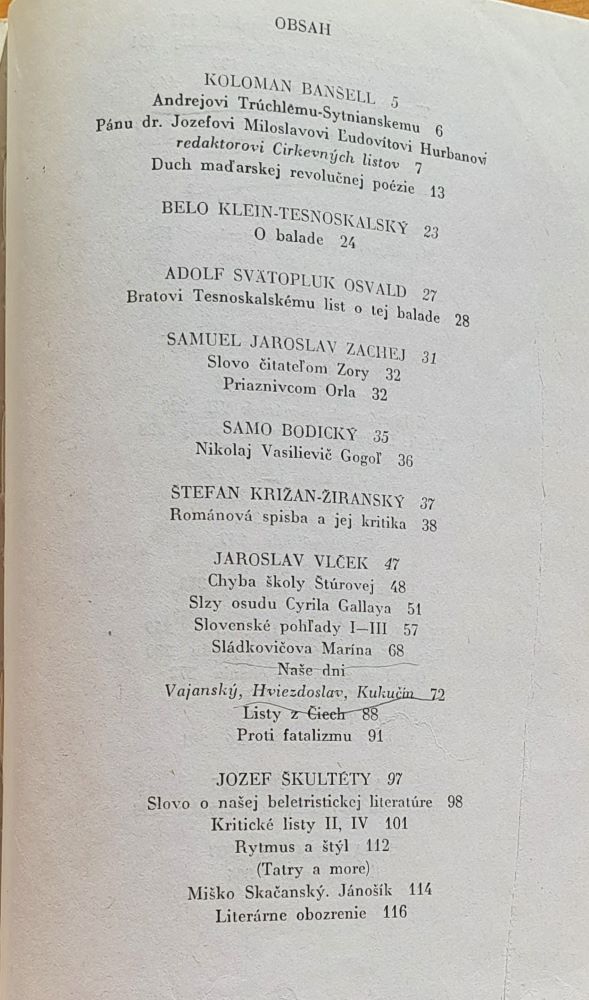 OBSAH
KOLOMAN BANSELL 5
Andrejovi Trúchlému-Sytnianskemu 6
Pánu dr. Jozefovi Miloslavovi Ľudovítovi Hurbanovi
redaktorovi Cirkevných listov 7
Duch maďarskej revolučnej poézie 13
BELO KLEIN-TESNOSKALSKÝ 23
O balade 24
ADOLF SVÄTOPLUK OSVALD 27
Bratovi Tesnoskalskému list o tej balade 28
SAMUEL JAROSLAV ZACHEJ 31
Slovo čitateľom Zory 32
Priaznivcom Orla 32
SAMO BODICKÝ 35
Nikolaj Vasilievič Gogoľ 36
ŠTEFAN KRIŽAN-ŽIRANSKÝ 37
Románová spisba a jej kritika 38
JAROSLAV VLČEK 47
Chyba školy Štúrovej 48
Slzy osudu Cyrila Gallaya 51
Slovenské pohľady I—III 57
Sládkovičova Marína 68
Naše dni
Vajanský, Hviezdoslav, Kukučín 72
Listy z Čiech 88
Proti fatalizmu 91
JOZEF ŠKULTÉTY 97
Slovo o našej beletristickej literatúre 98
Kritické listy II, IV 101
Rytmus a štýl 112
(Tatry a more)
Miško Skačanský. Jánošík 114
Literárne obozrenie 116